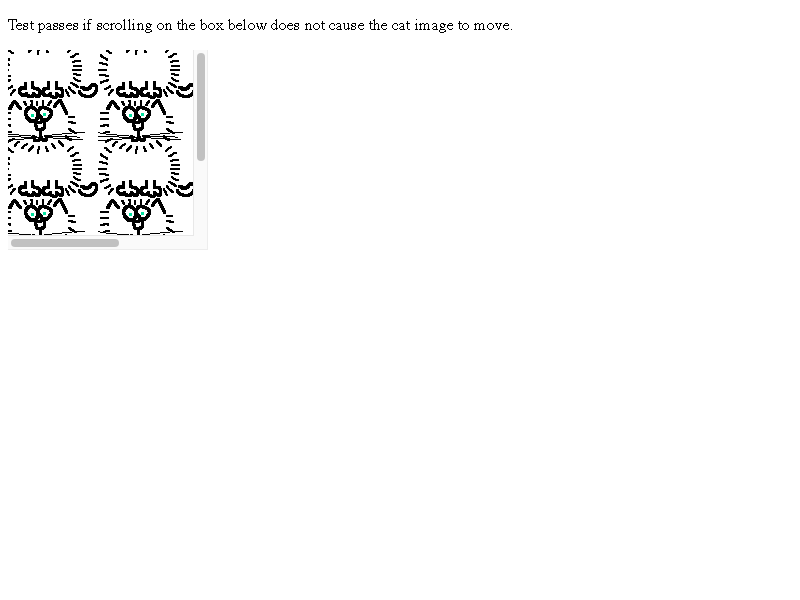 Test passes if scrolling on the box below does not cause the cat image to move.